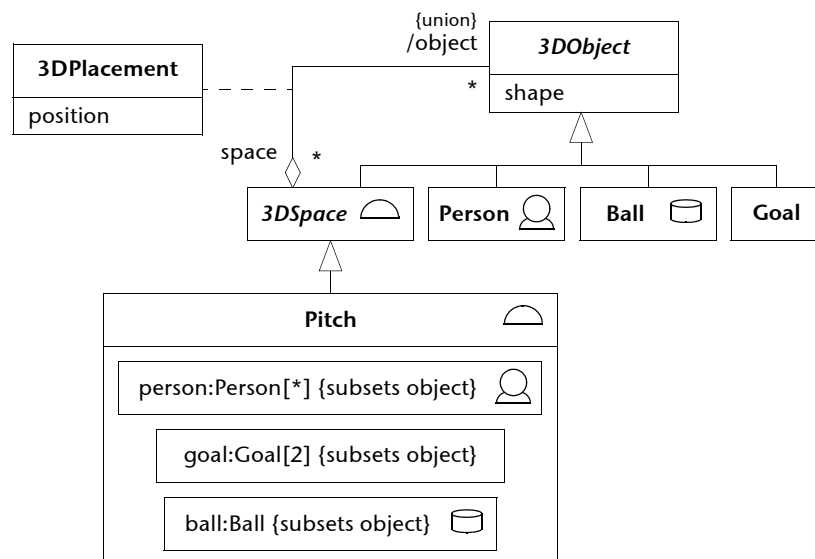 {union}
/object
3DObject
3DPlacement
*
shape
position
space
*
3DSpace
Person
Ball
Goal
Pitch
person:Person[*] {subsets object}
goal:Goal[2] {subsets object}
ball:Ball {subsets object}